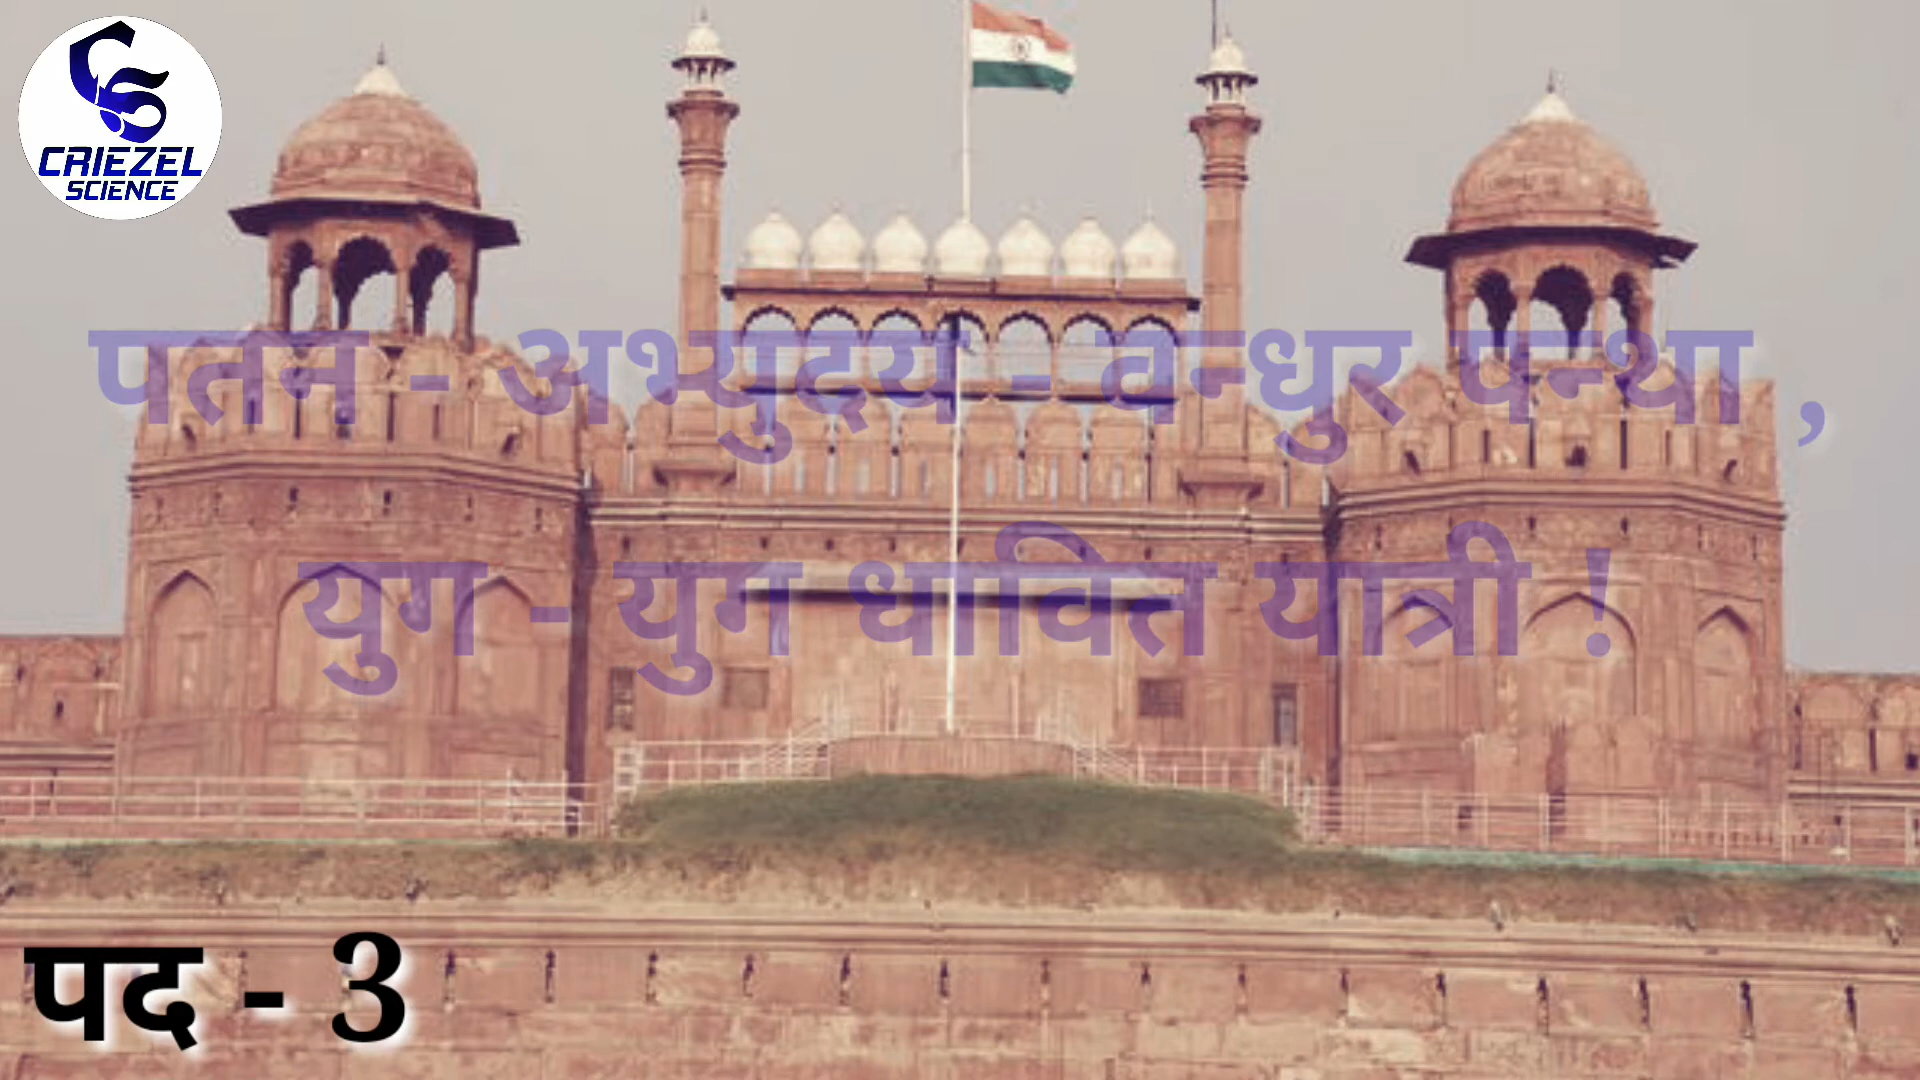 CRIEZEL
SCIENCE
पतन - अभ्युदय - वन्धुर पन्था ,
युग - युग धावित यात्री !
पद - 3